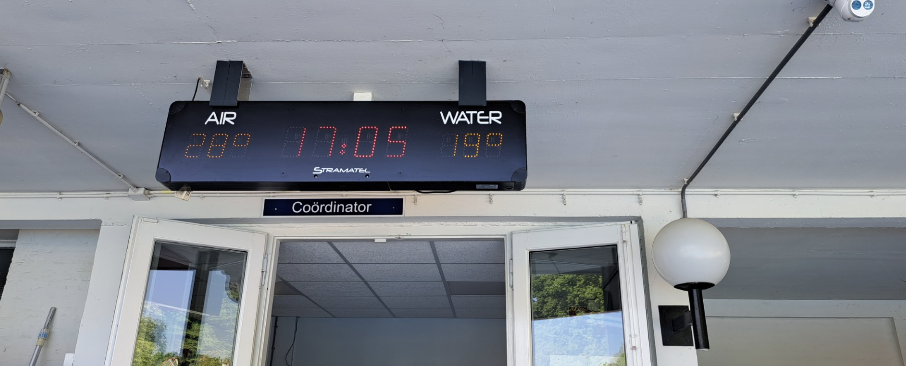 AIR WATER
28° 17:05 19°
STRAMATEL
Coördinator